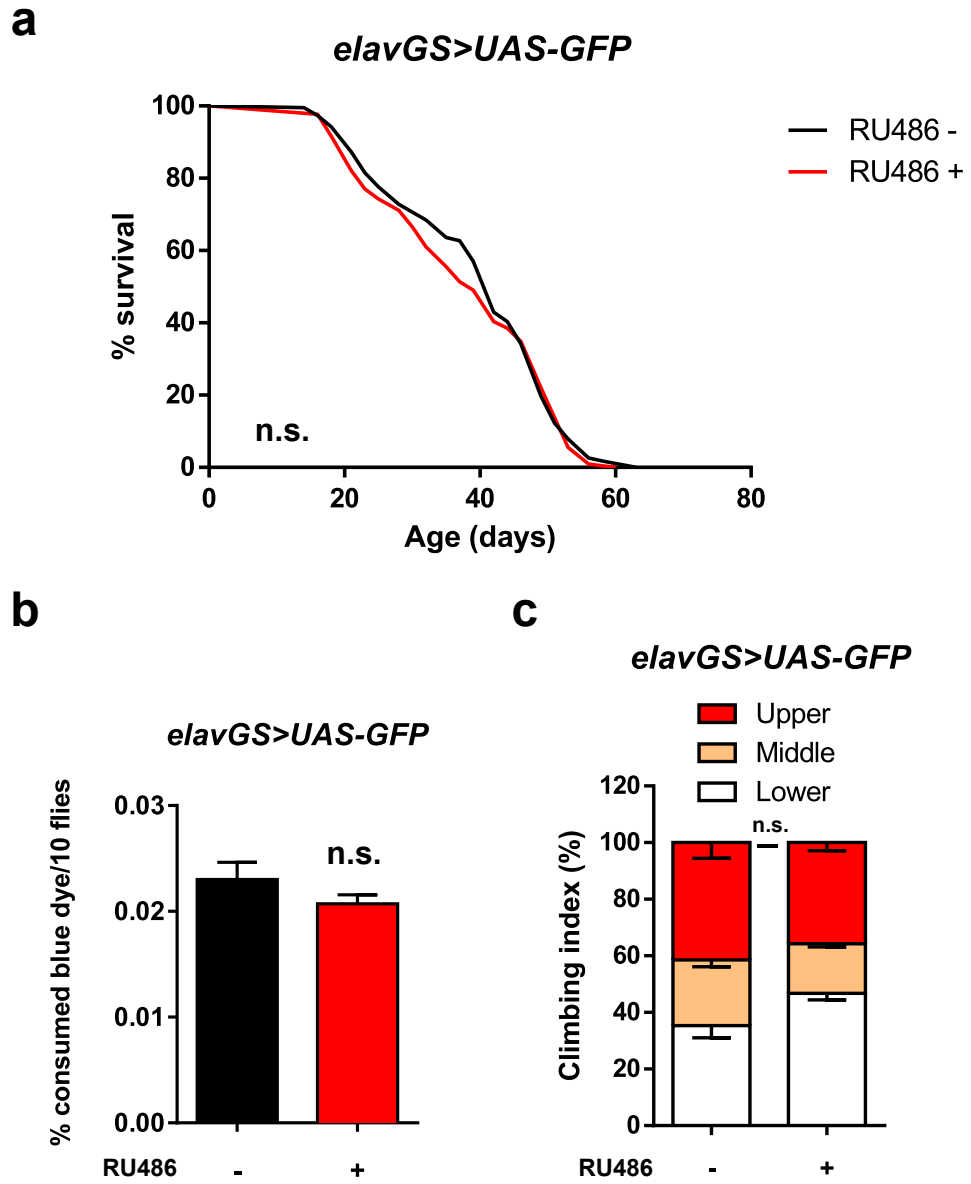 a
elavGS>UAS-GFP
RU486 -
RU486 +
% survival
100
80
60
40
20
0
n.s.
0 20 40 60 80
Age (days)
b
elavGS>UAS-GFP
% consumed blue dye/10 flies
0.03
0.02
0.01
0.00
n.s.
RU486 - +
c
elavGS>UAS-GFP
Upper
Middle
Lower
n.s.
Climbing index (%)
120
100
80
60
40
20
0
RU486 - +